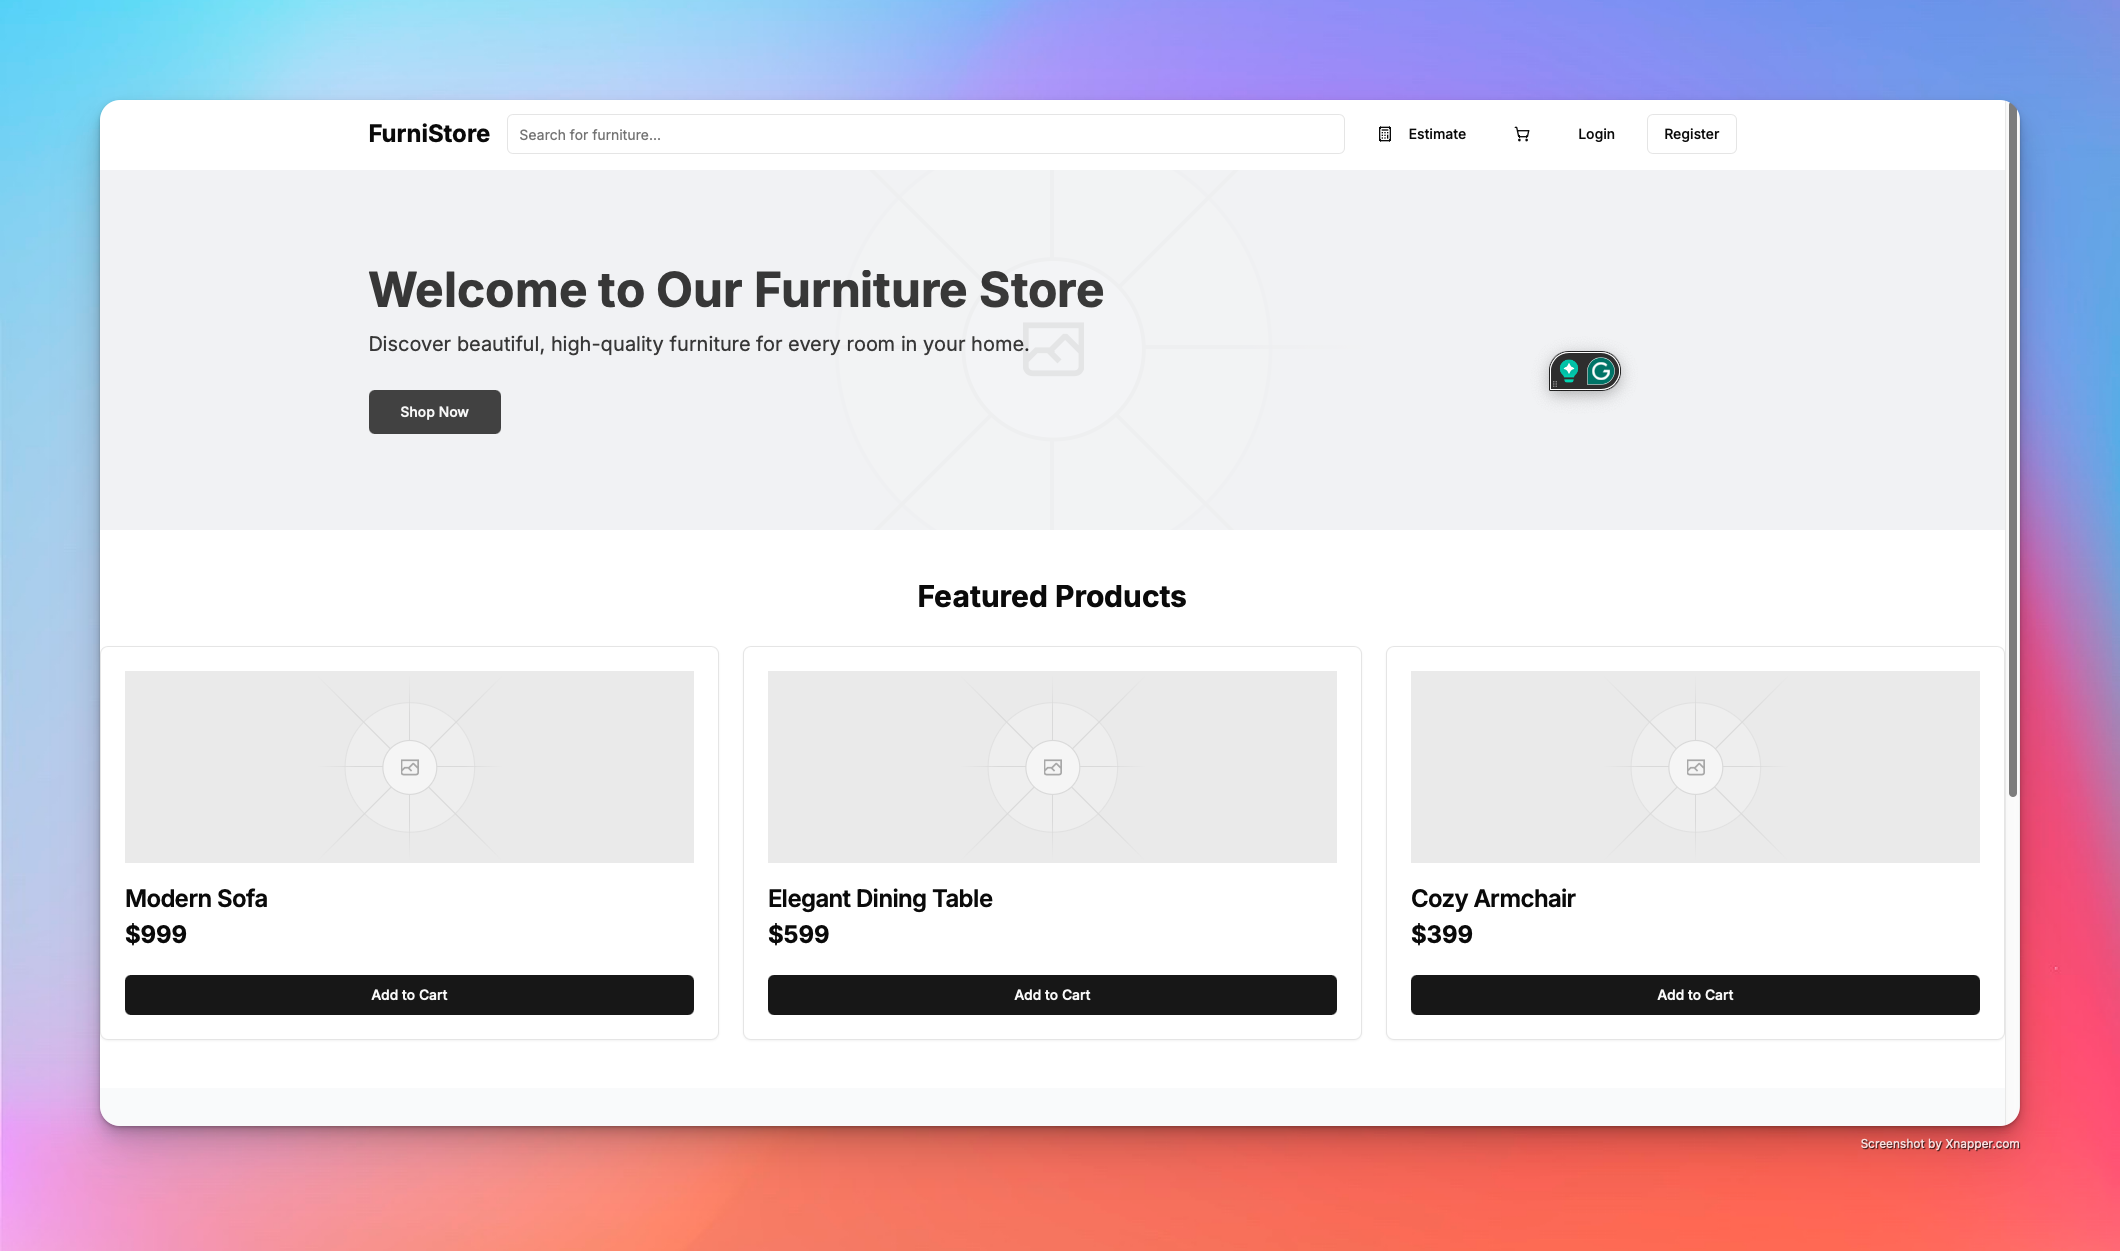 FurniStore
Search for furniture...
Estimate
Login
Register
Welcome to Our Furniture Store
Discover beautiful, high-quality furniture for every room in your home.
Shop Now
Featured Products
Modern Sofa
$999
Add to Cart
Elegant Dining Table
$599
Add to Cart
Cozy Armchair
$399
Add to Cart
Screenshot by Xnapper.com